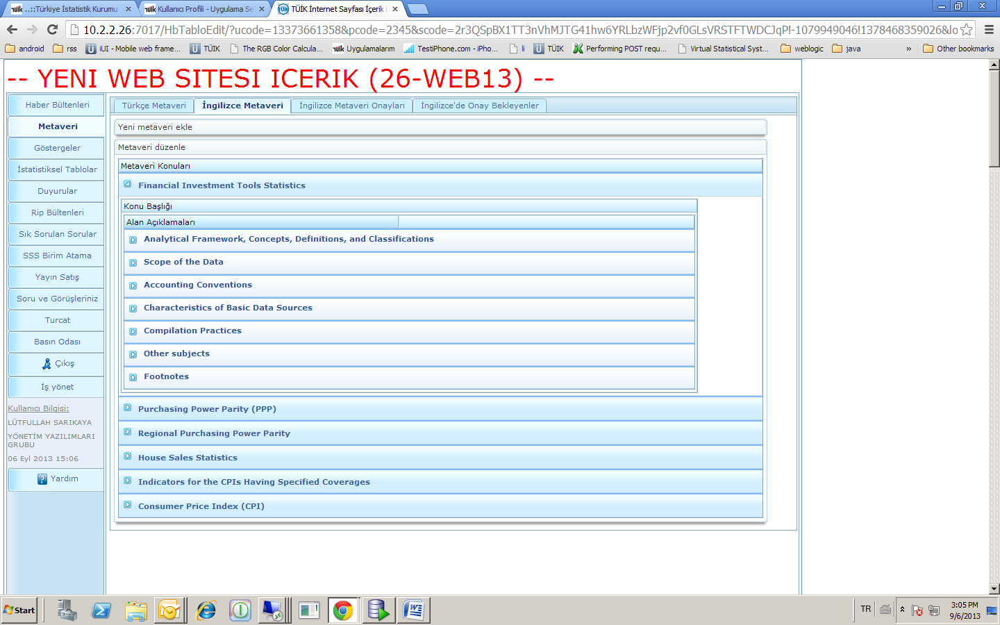 ..::Türkiye İstatistik Kurumu
Kullanıcı Profili - Uygulama Se
TÜİK İnternet Sayfası İçerik
10.2.2.26:7017/HbTabloEdit/?ucode=13373661358&pcode=2345&scode=2r3QSpBX1TT3nVhMJTG41hw6YRLbzWFjp2vf0GLsVRSTFTWDCJqP!-1079949046!1378468359026&lo
android rss iUI - Mobile web frame... TÜİK The RGB Color Calcula... Uygulamalarım TestiPhone.com - iPho... li TÜİK Performing POST requ... Virtual Statistical Syst... weblogic java » Other bookmarks
-- YENI WEB SITESI ICERIK (26-WEB13) --
Haber Bültenleri
Metaveri
Göstergeler
İstatistiksel Tablolar
Duyurular
Rip Bültenleri
Sık Sorulan Sorular
SSS Birim Atama
Yayın Satış
Soru ve Görüşleriniz
Turcat
Basın Odası
Çıkış
İş yönet
Kullanıcı Bilgisi:
LÜTFULLAH SARIKAYA
YÖNETİM YAZILIMLARI
GRUBU
06 Eyl 2013 15:06
Yardım
Türkçe Metaveri İngilizce Metaveri İngilizce Metaveri Onayları İngilizce'de Onay Bekleyenler
Yeni metaveri ekle
Metaveri düzenle
Metaveri Konuları
Financial Investment Tools Statistics
Konu Başlığı
Alan Açıklamaları
Analytical Framework, Concepts, Definitions, and Classifications
Scope of the Data
Accounting Conventions
Characteristics of Basic Data Sources
Compilation Practices
Other subjects
Footnotes
Purchasing Power Parity (PPP)
Regional Purchasing Power Parity
House Sales Statistics
Indicators for the CPIs Having Specified Coverages
Consumer Price Index (CPI)
Start
TR
3:05 PM
9/6/2013